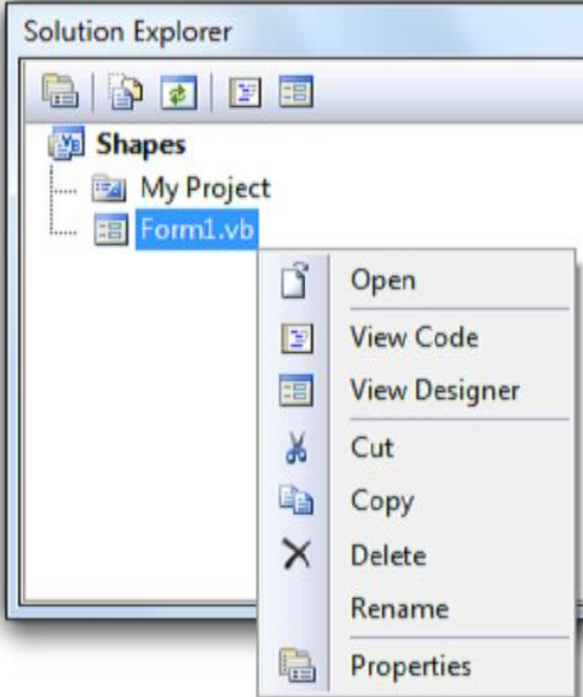 Solution Explorer
Shapes
My Project
Form1.vb
Open
View Code
View Designer
Cut
Copy
Delete
Rename
Properties